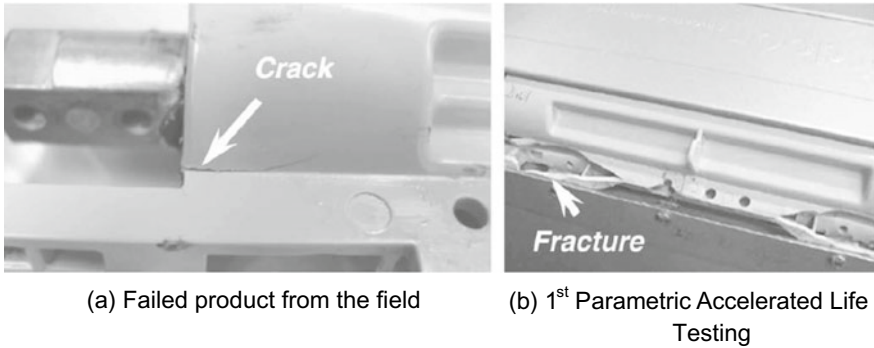 Crack
Fracture
(a) Failed product from the field
(b) 1st Parametric Accelerated Life
Testing